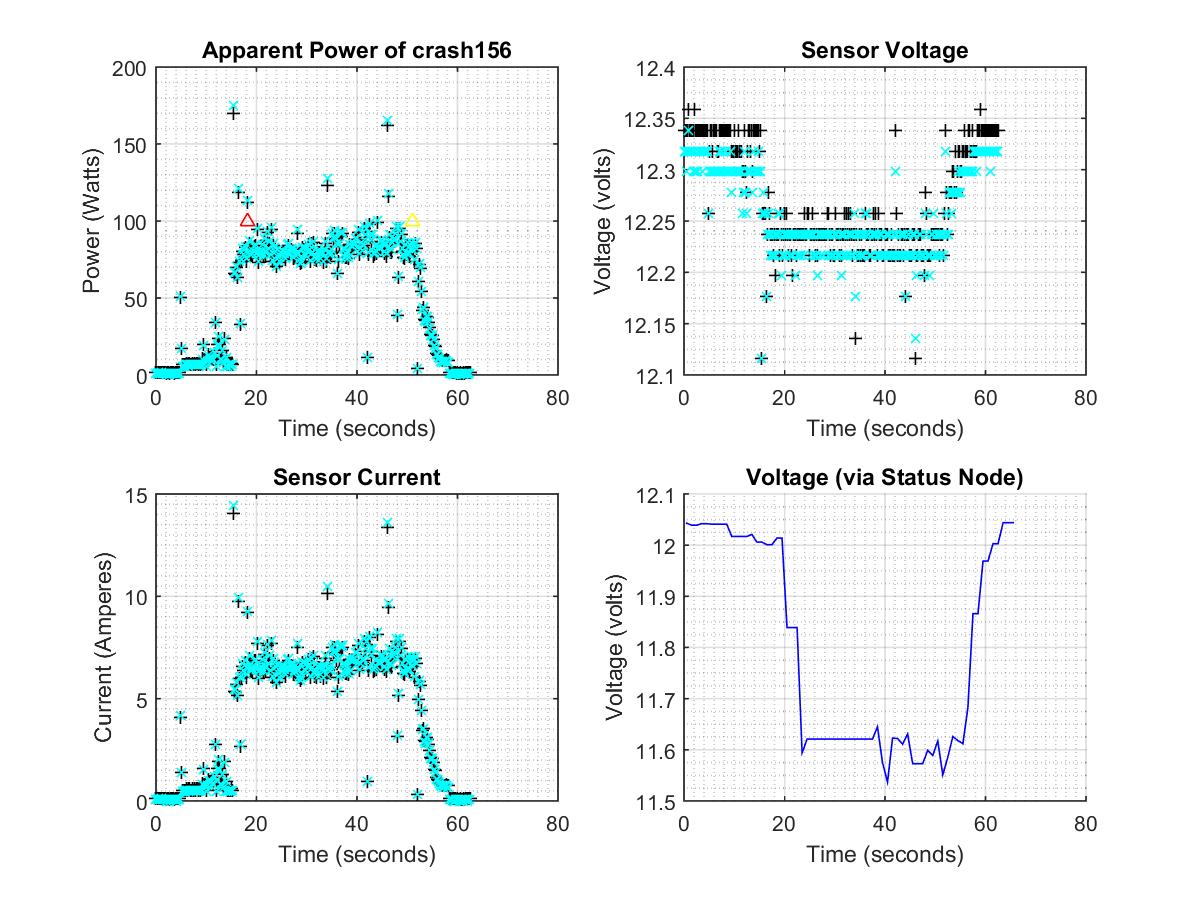 Apparent Power of crash156
200
150
100
50
0
0 20 40 60 80
Power (Watts)
Time (seconds)
Sensor Voltage
12.4
12.35
12.3
12.25
12.2
12.15
12.1
0 20 40 60 80
Voltage (volts)
Time (seconds)
Sensor Current
15
10
5
0
0 20 40 60 80
Current (Amperes)
Time (seconds)
Voltage (via Status Node)
12.1
12
11.9
11.8
11.7
11.6
11.5
0 20 40 60 80
Voltage (volts)
Time (seconds)